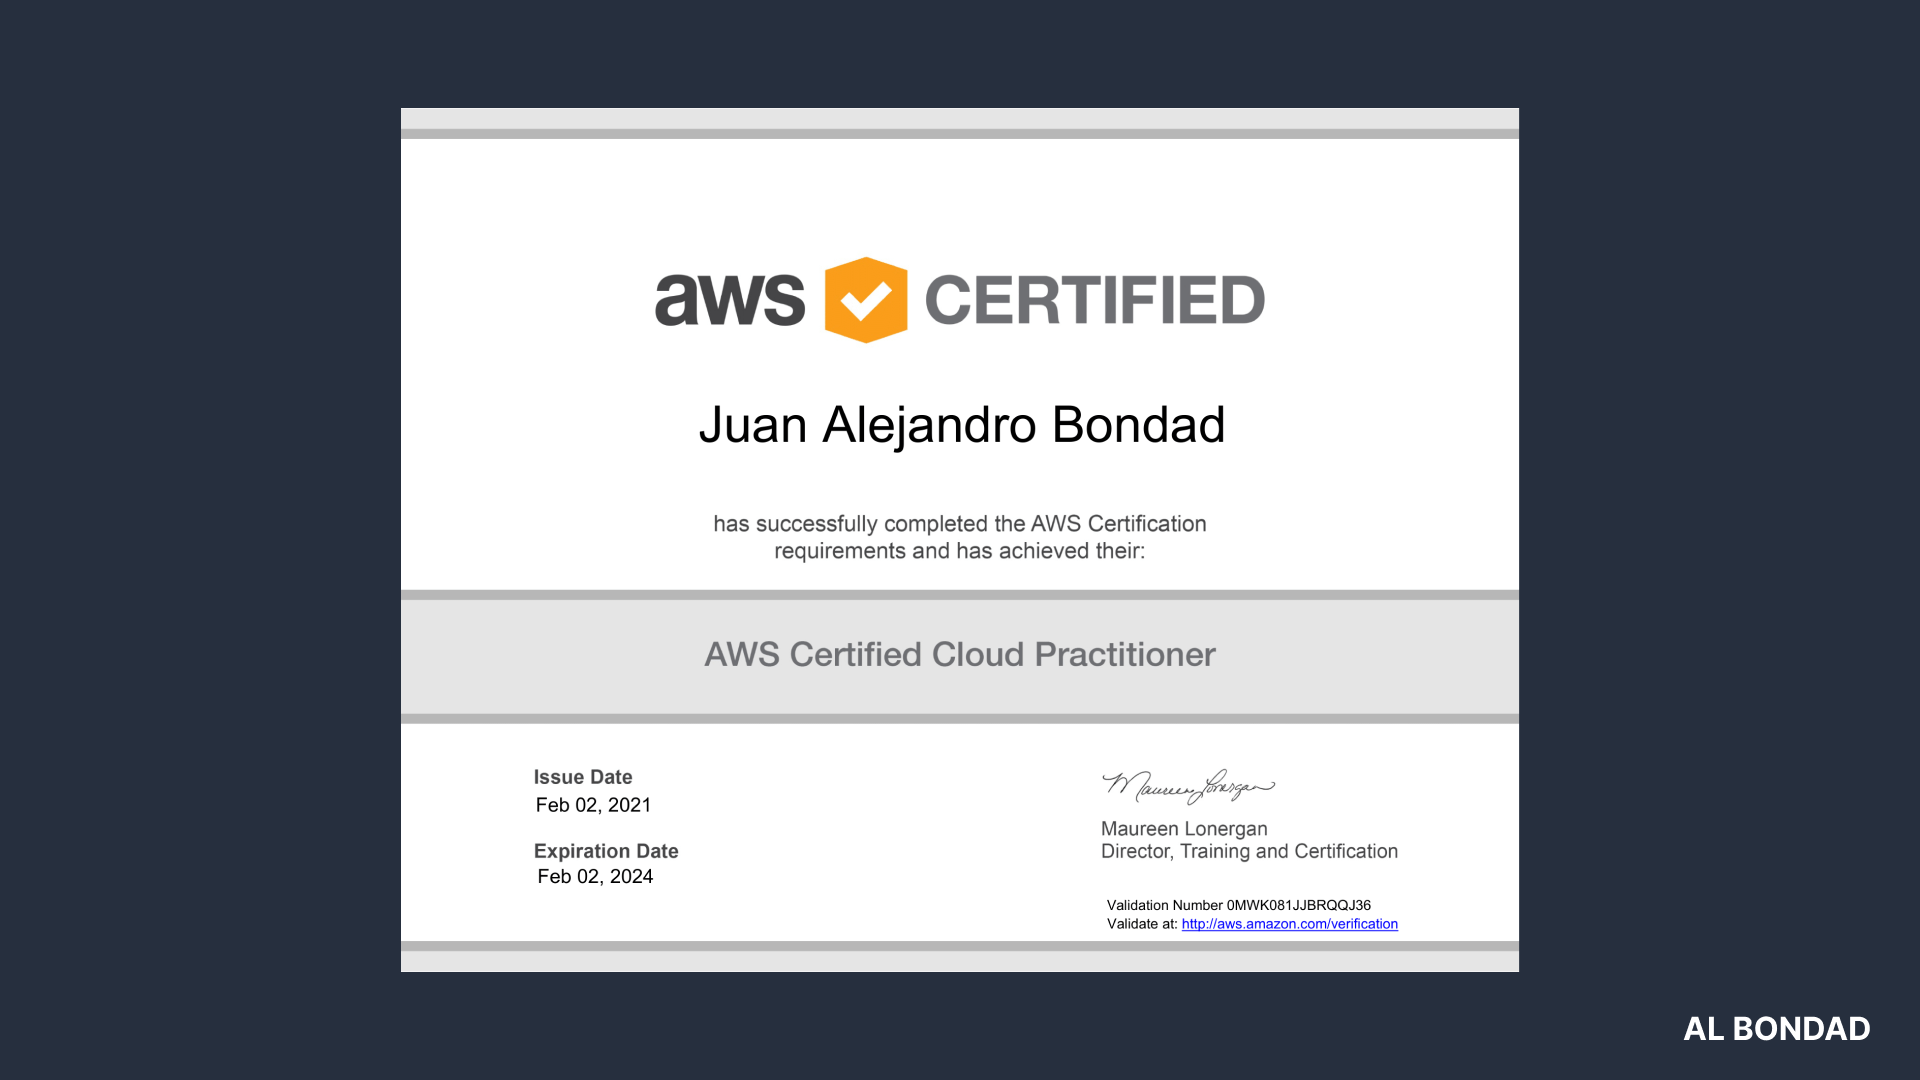 aws CERTIFIED
Juan Alejandro Bondad
has successfully completed the AWS Certification
requirements and has achieved their:
AWS Certified Cloud Practitioner
Issue Date
Feb 02, 2021
Expiration Date
Feb 02, 2024
Maureen Lonergan
Maureen Lonergan
Director, Training and Certification
Validation Number 0MWK081JJBRQQJ36
Validate at: http://aws.amazon.com/verification
AL BONDAD